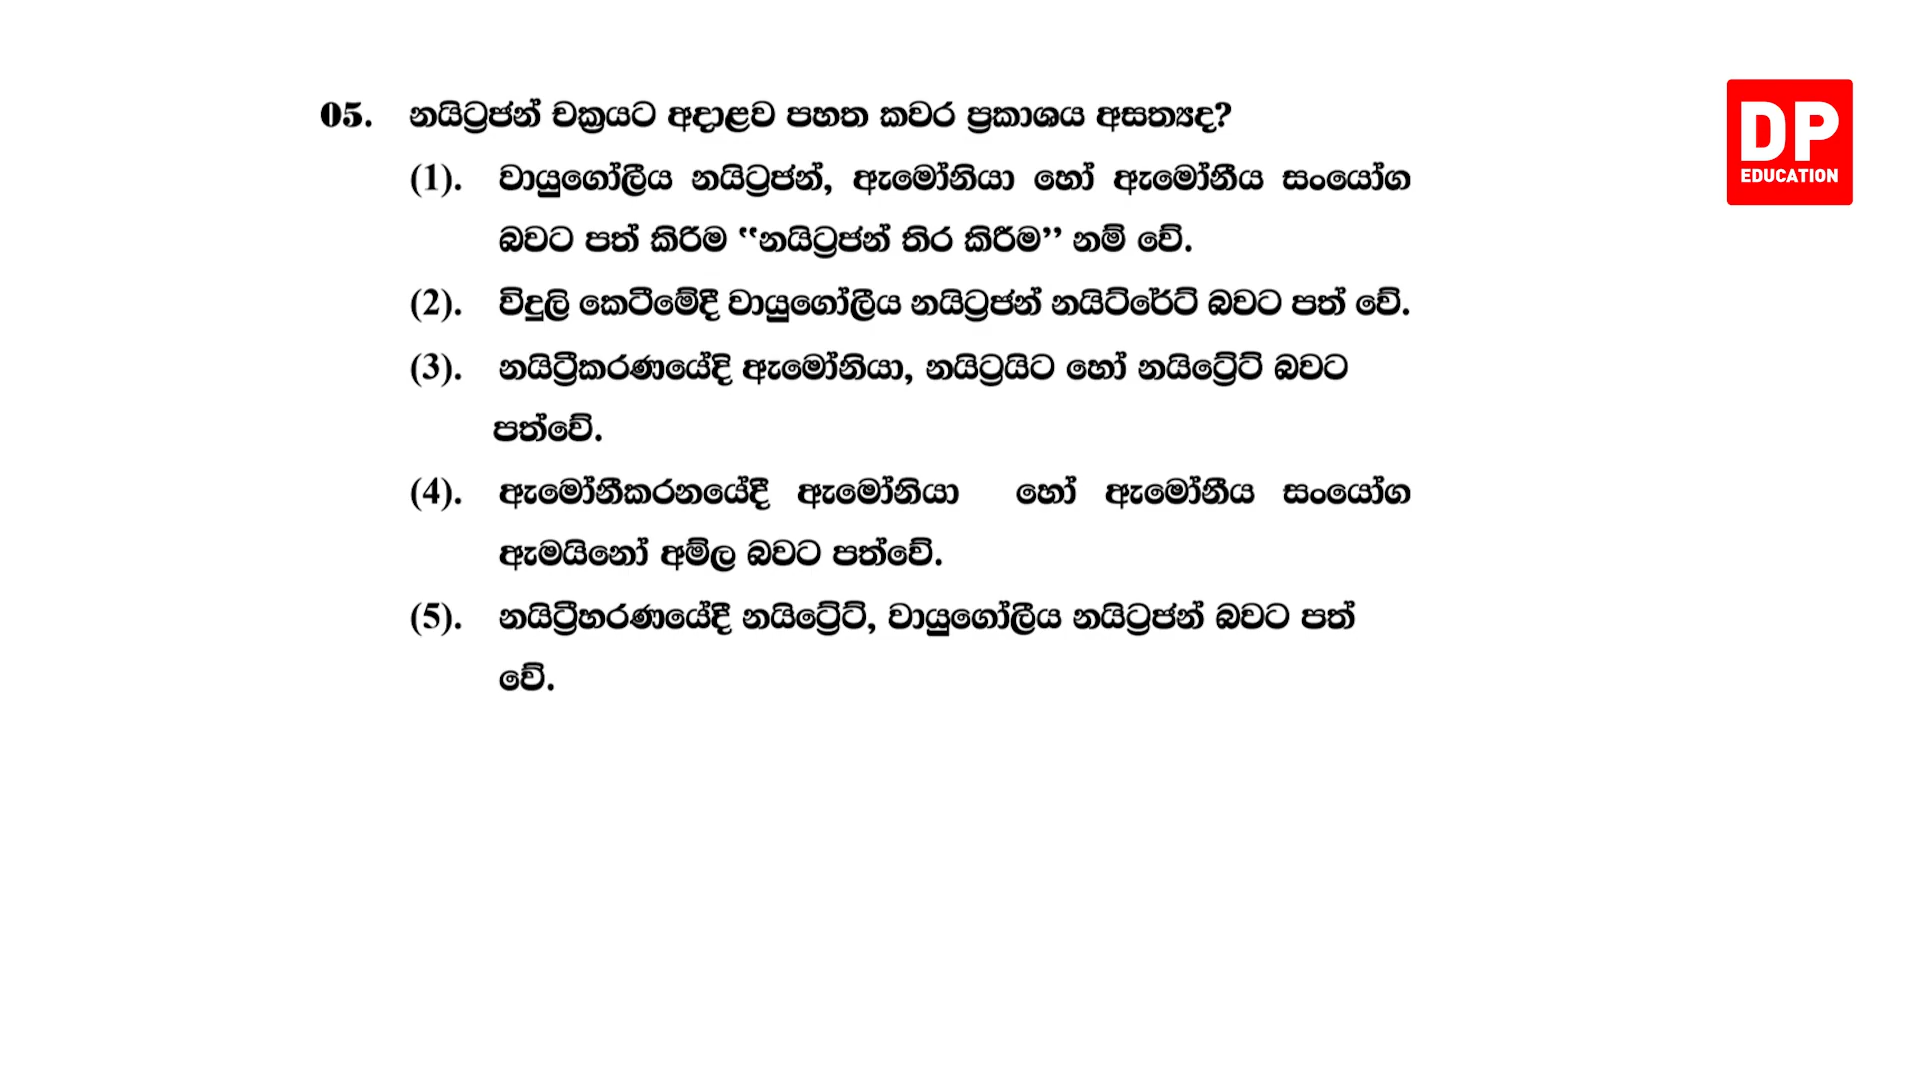 05. නයිට්‍රජන් චක්‍රයට අදාළව පහත කවර ප්‍රකාශය අසත්‍යද?
(1). වායුගෝලීය නයිට්‍රජන්, ඇමෝනියා හෝ ඇමෝනීය සංයෝග
බවට පත් කිරිම “නයිට්‍රජන් තිර කිරීම” නම් වේ.
(2). විදුලි කෙටීමේදී වායුගෝලීය නයිට්‍රජන් නයිට්රේට් බවට පත් වේ.
(3). නයිට්‍රීකරණයේදි ඇමෝනියා, නයිට්‍රයිට හෝ නයිට්‍රේට් බවට
පත්වේ.
(4). ඇමෝනීකරනයේදී ඇමෝනියා හෝ ඇමෝනීය සංයෝග
ඇමයිනෝ අම්ල බවට පත්වේ.
(5). නයිට්‍රීහරණයේදී නයිට්‍රේට්, වායුගෝලීය නයිට්‍රජන් බවට පත්
වේ.
DP
EDUCATION